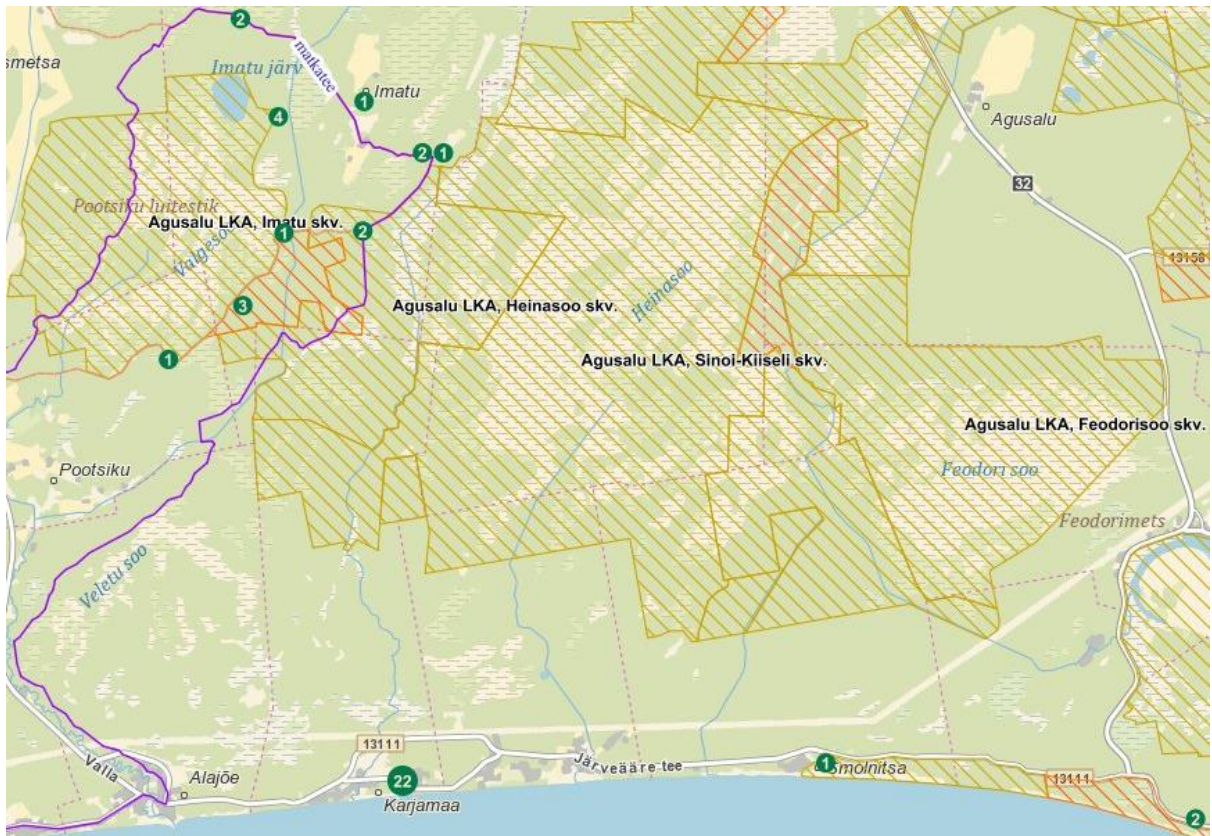 2
smetsa
Imatu järv
matkatee
Imatu
1
4
Agusalu
2 1
32
Pootsiku luitestik
Agusalu LKA, Imatu skv.
1
2
Valgesoo
13158
Heinasoo
3
Agusalu LKA, Heinasoo skv.
1
Agusalu LKA, Sinoi-Kiiseli skv.
Agusalu LKA, Feodorisoo skv.
Pootsiku
Feodori soo
Feodorimets
Veletu soo
13111
Valla
Alajõe
22
Karjamaa
Järveääre tee
1
Smolnitsa
13111
2